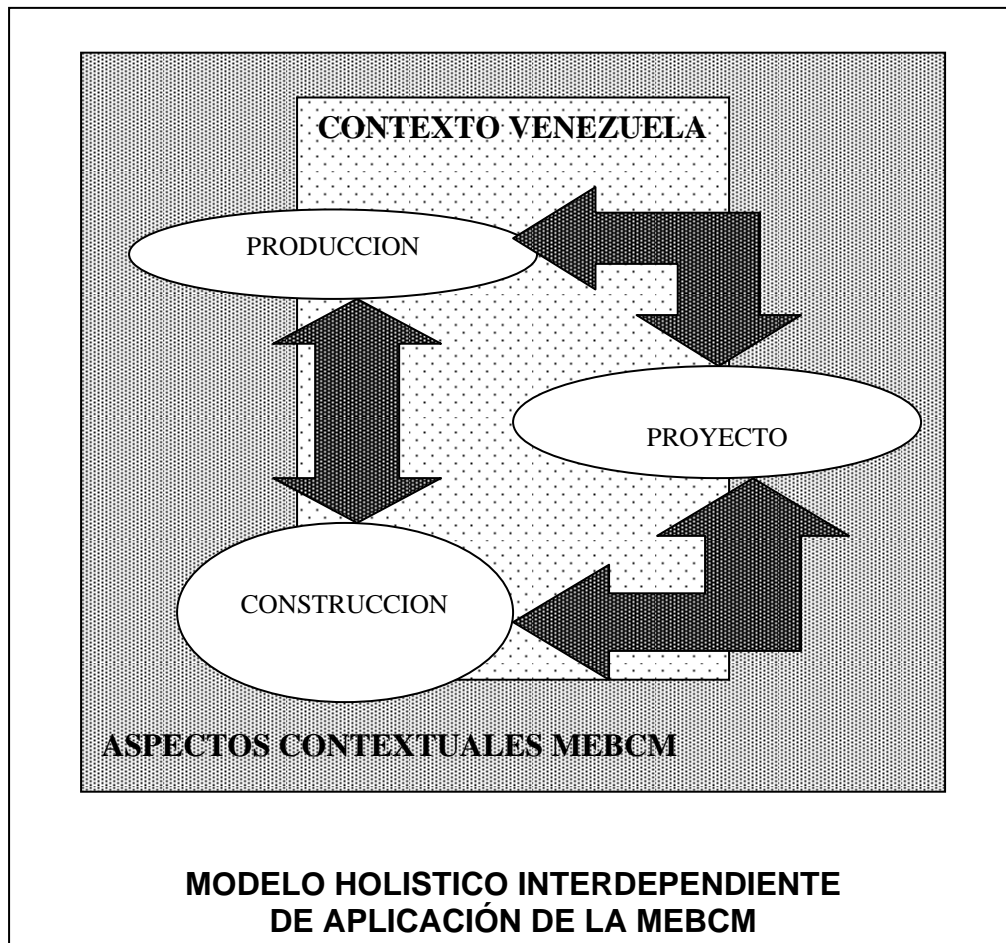 CONTEXTO VENEZUELA
PRODUCCION
PROYECTO
CONSTRUCCION
ASPECTOS CONTEXTUALES MEBCM
MODELO HOLISTICO INTERDEPENDIENTE
DE APLICACIÓN DE LA MEBCM